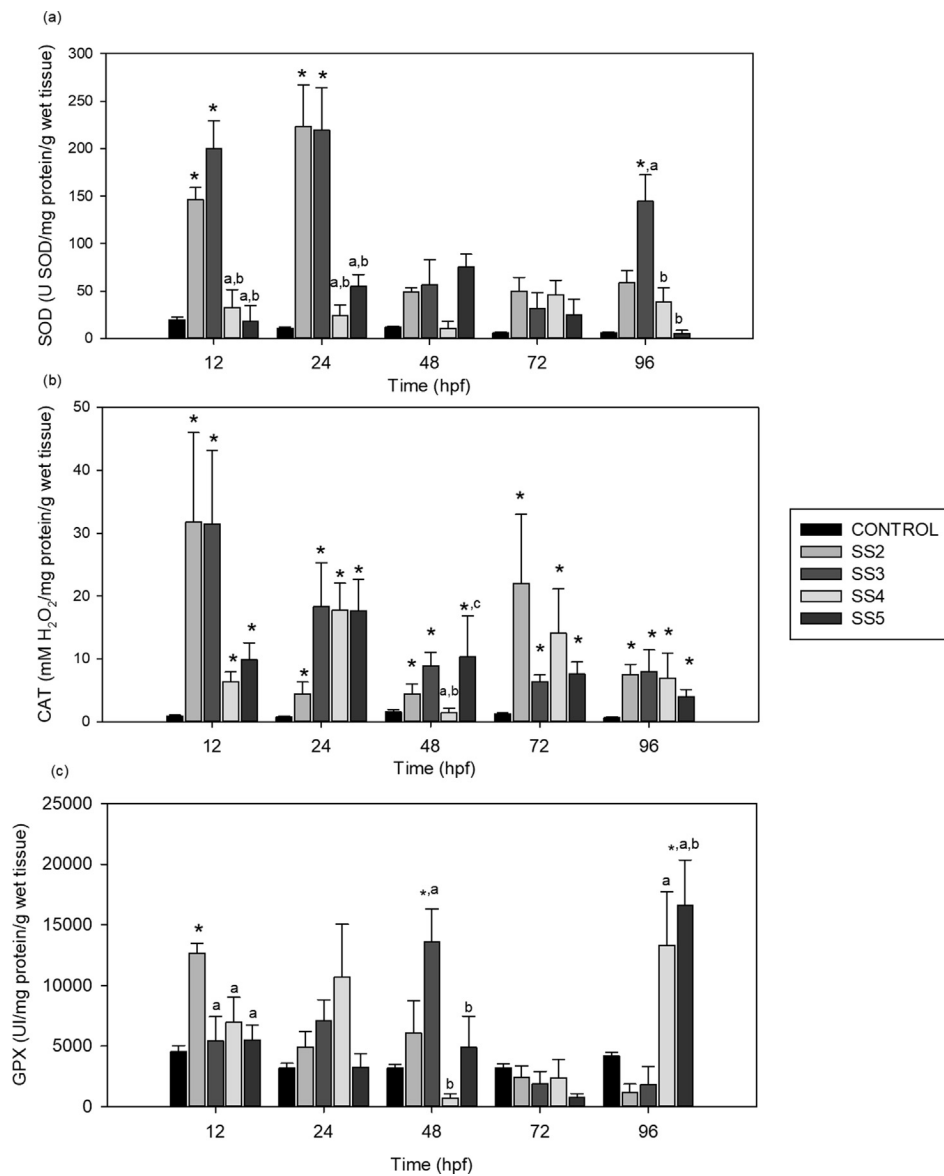 (a)
SOD (U SOD/mg protein/g wet tissue)
300
250
200
150
100
50
0
*
*
a,b
a,b
*
*
a,b
a,b
*,a
b
b
12
24
48
72
96
Time (hpf)
(b)
CAT (mM H₂O₂/mg protein/g wet tissue)
50
40
30
20
10
0
*
*
*
*
*
*
*
*
*
*
a,b
*,c
*
*
*
*
*
*
*
*
12
24
48
72
96
Time (hpf)
CONTROL
SS2
SS3
SS4
SS5
(c)
GPX (UI/mg protein/g wet tissue)
25000
20000
15000
10000
5000
0
*
a
a
a
*,a
b
b
a
*,a,b
12
24
48
72
96
Time (hpf)